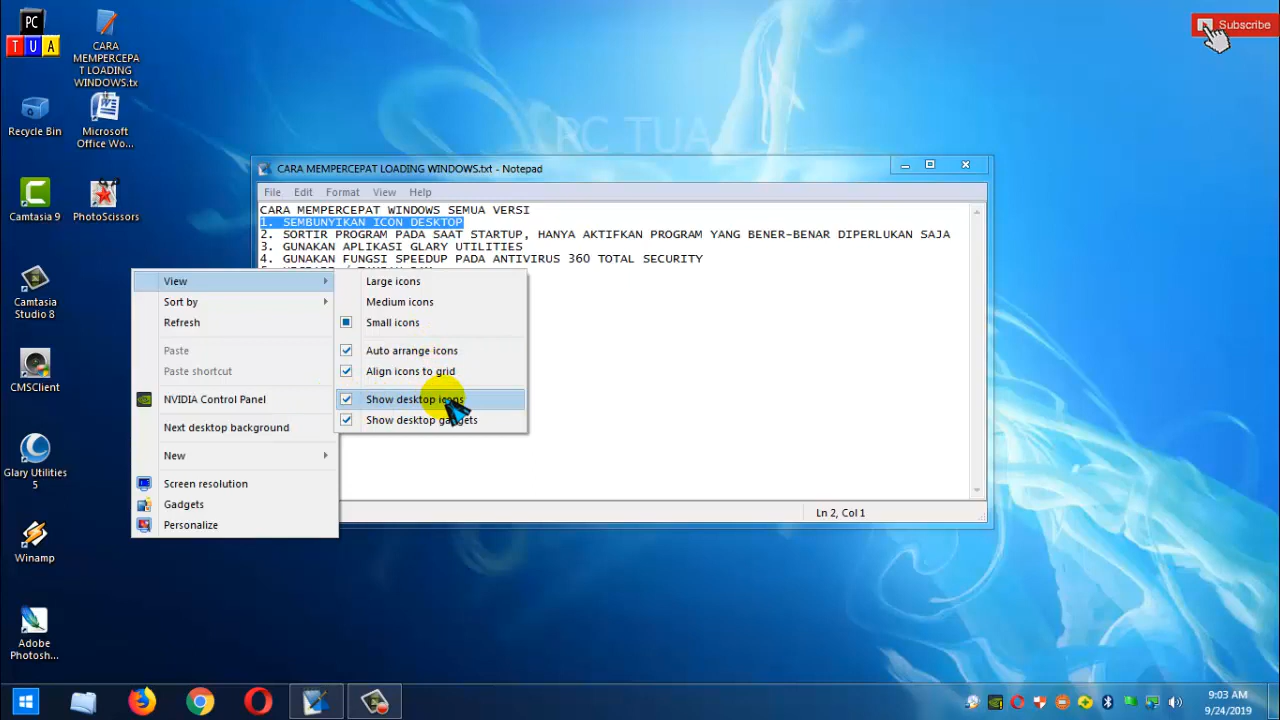 PC
TUA
CARA
MEMPERCEPA
T LOADING
WINDOWS.tx
Subscribe
Recycle Bin
Microsoft
Office Wo...
PC TUA
Camtasia 9
PhotoScissors
Camtasia
Studio 8
CMSClient
Glary Utilities
5
Winamp
Adobe
Photosh...
CARA MEMPERCEPAT LOADING WINDOWS.txt - Notepad
File Edit Format View Help
CARA MEMPERCEPAT WINDOWS SEMUA VERSI
1. SEMBUNYIKAN ICON DESKTOP
2. SORTIR PROGRAM PADA SAAT STARTUP, HANYA AKTIFKAN PROGRAM YANG BENER-BENAR DIPERLUKAN SAJA
3. GUNAKAN APLIKASI GLARY UTILITIES
4. GUNAKAN FUNGSI SPEEDUP PADA ANTIVIRUS 360 TOTAL SECURITY
View
Sort by
Refresh
Paste
Paste shortcut
NVIDIA Control Panel
Next desktop background
New
Screen resolution
Gadgets
Personalize
Large icons
Medium icons
Small icons
Auto arrange icons
Align icons to grid
Show desktop icons
Show desktop gadgets
Ln 2, Col 1
9:03 AM
9/24/2019